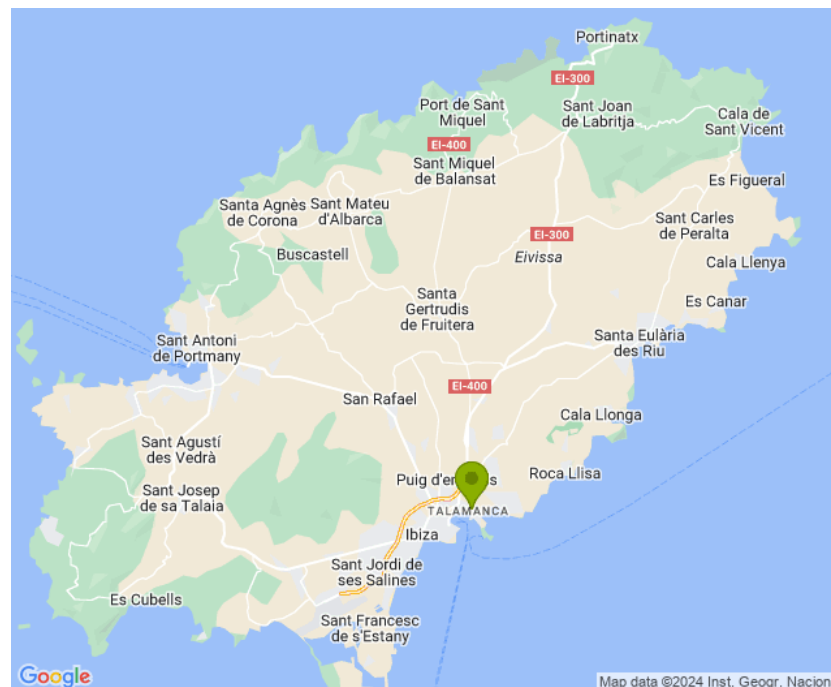 Portinatx
EI-300
Port de Sant
Miquel
Sant Joan
de Labritja
Cala de
Sant Vicent
EI-400
Sant Miquel
de Balansat
Es Figueral
Santa Agnès
de Corona
Sant Mateu
d'Albarca
Sant Carles
de Peralta
EI-300
Buscastell
Eivissa
Cala Llenya
Santa
Gertrudis
de Fruitera
Es Canar
Sant Antoni
de Portmany
Santa Eulària
des Riu
EI-400
San Rafael
Cala Llonga
Sant Agustí
des Vedrà
Roca Llisa
Puig d'en
Sant Josep
de sa Talaia
TALAMANCA
Ibiza
Sant Jordi de
ses Salines
Es Cubells
Sant Francesc
de s'Estany
Google
Map data ©2024 Inst. Geogr. Nacion